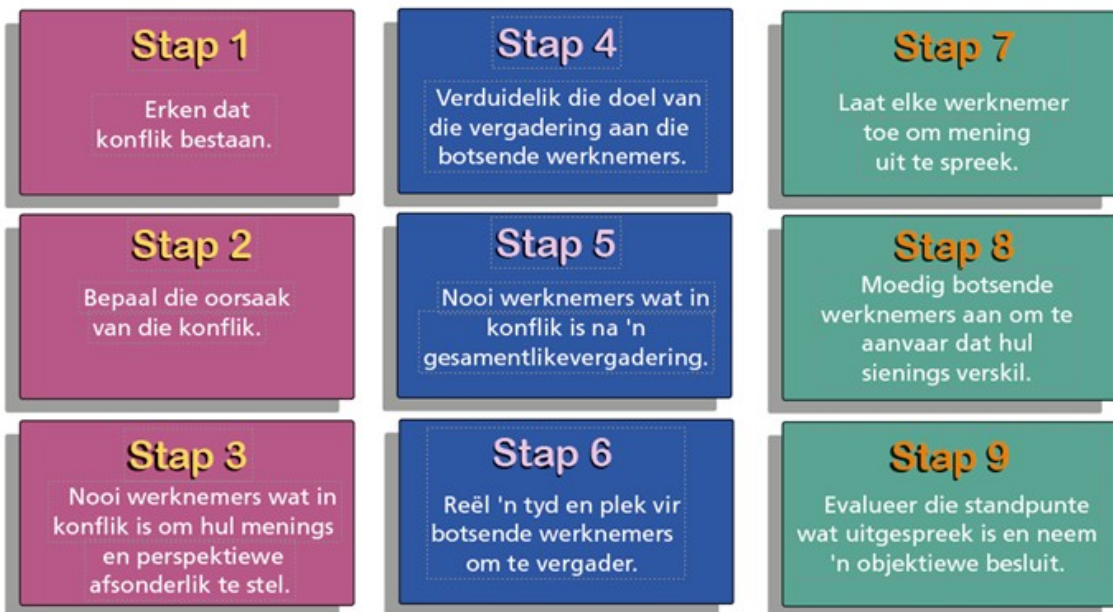 Stap 1
Erken dat
konflik bestaan.
Stap 2
Bepaal die oorsaak
van die konflik.
Stap 3
Nooi werknemers wat in
konflik is om hul menings
en perspektiewe
afsonderlik te stel.
Stap 4
Verduidelik die doel van
die vergadering aan die
botsende werknemers.
Stap 5
Nooi werknemers wat in
konflik is na 'n
gesamentlikevergadering.
Stap 6
Reël 'n tyd en plek vir
botsende werknemers
om te vergader.
Stap 7
Laat elke werknemer
toe om mening
uit te spreek.
Stap 8
Moedig botsende
werknemers aan om te
aanvaar dat hul
sienings verskil.
Stap 9
Evalueer die standpunte
wat uitgespreek is en neem
'n objektiewe besluit.